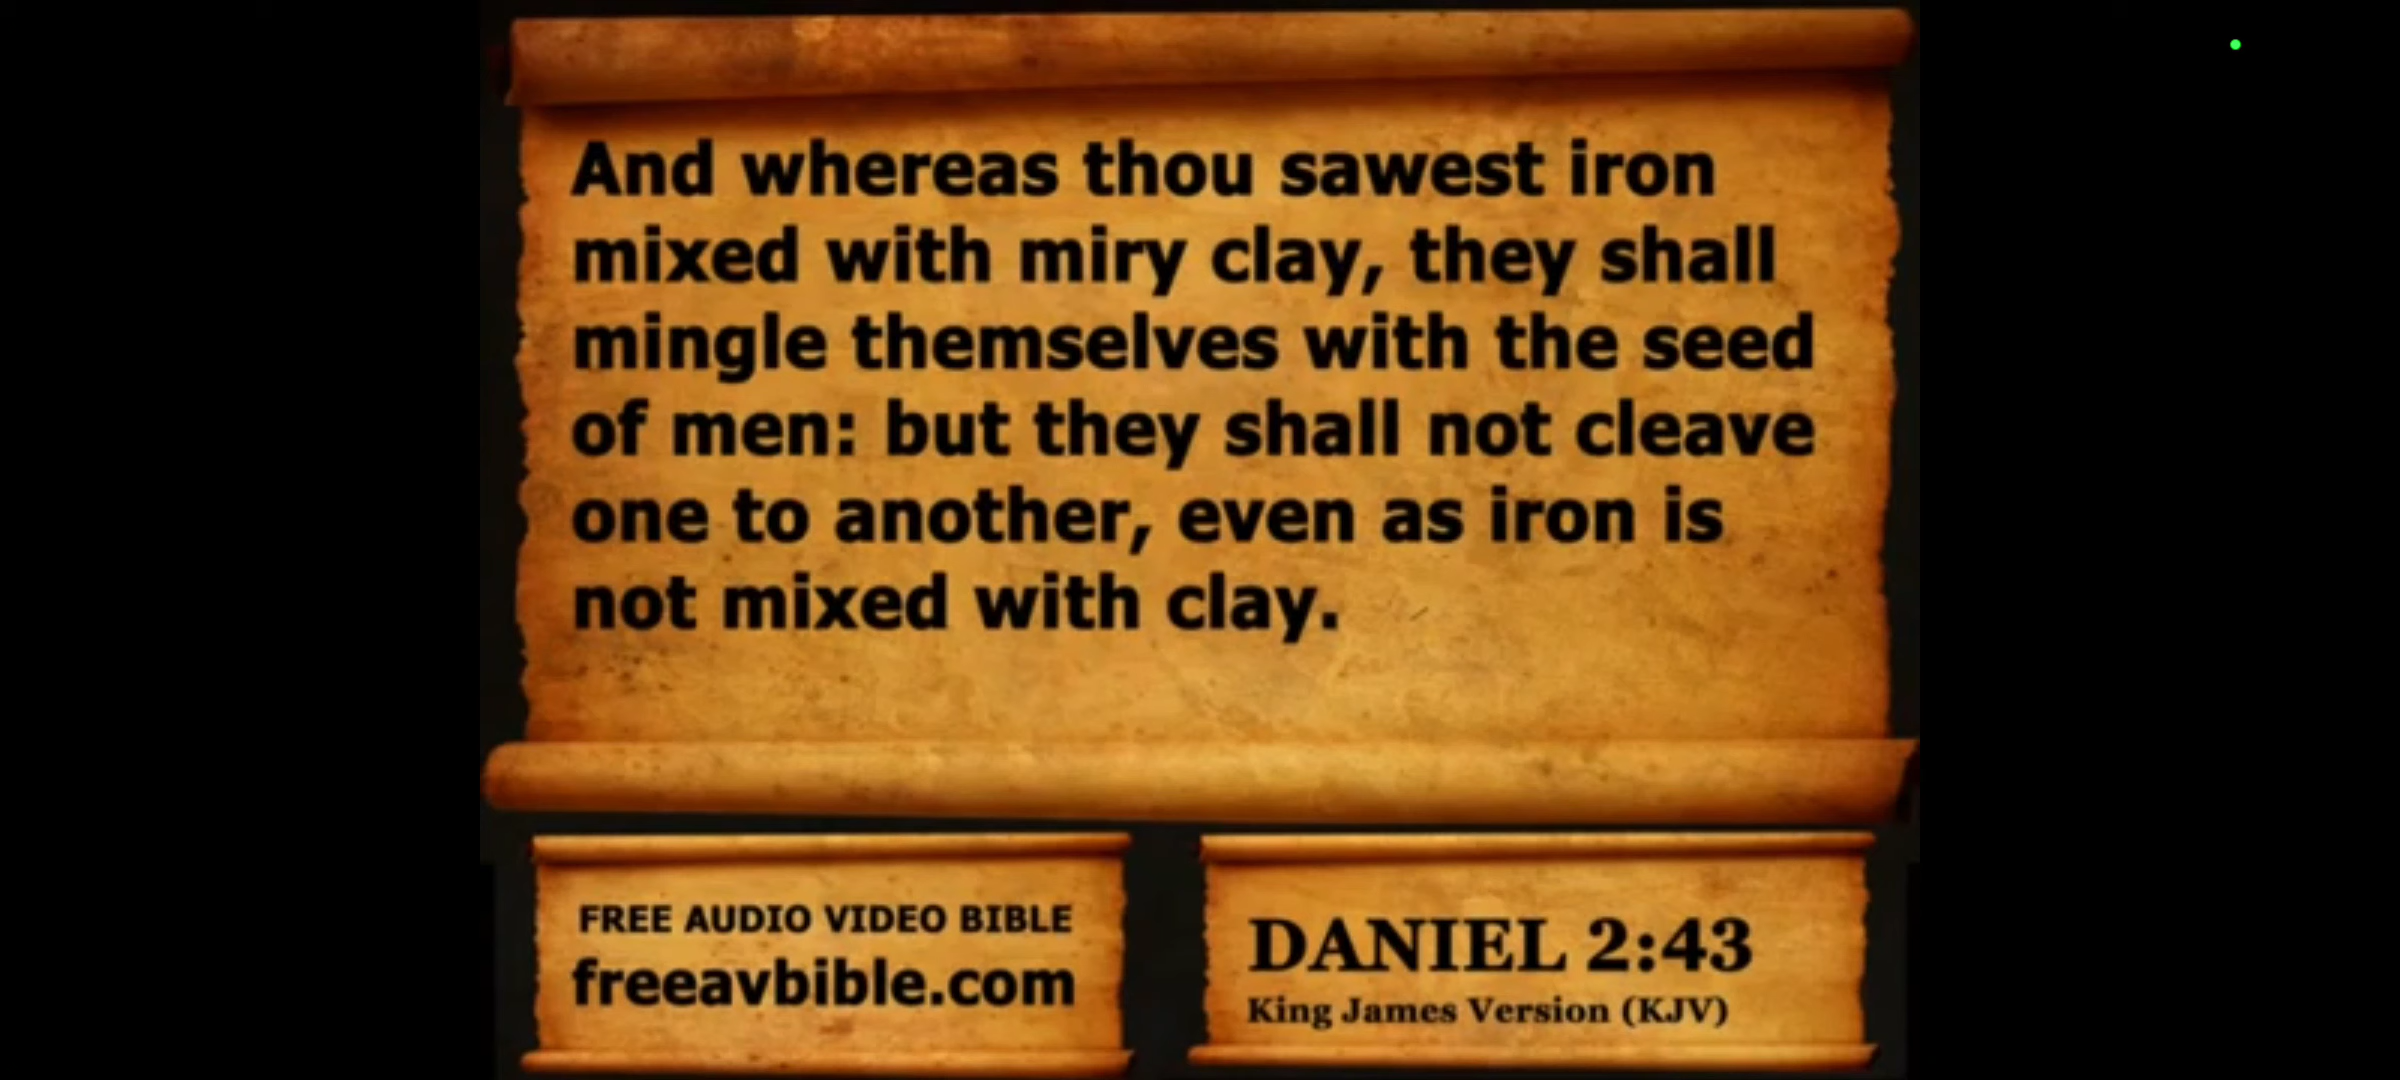 And whereas thou sawest iron
mixed with miry clay, they shall
mingle themselves with the seed
of men: but they shall not cleave
one to another, even as iron is
not mixed with clay.
FREE AUDIO VIDEO BIBLE
freeavbible.com
DANIEL 2:43
King James Version (KJV)